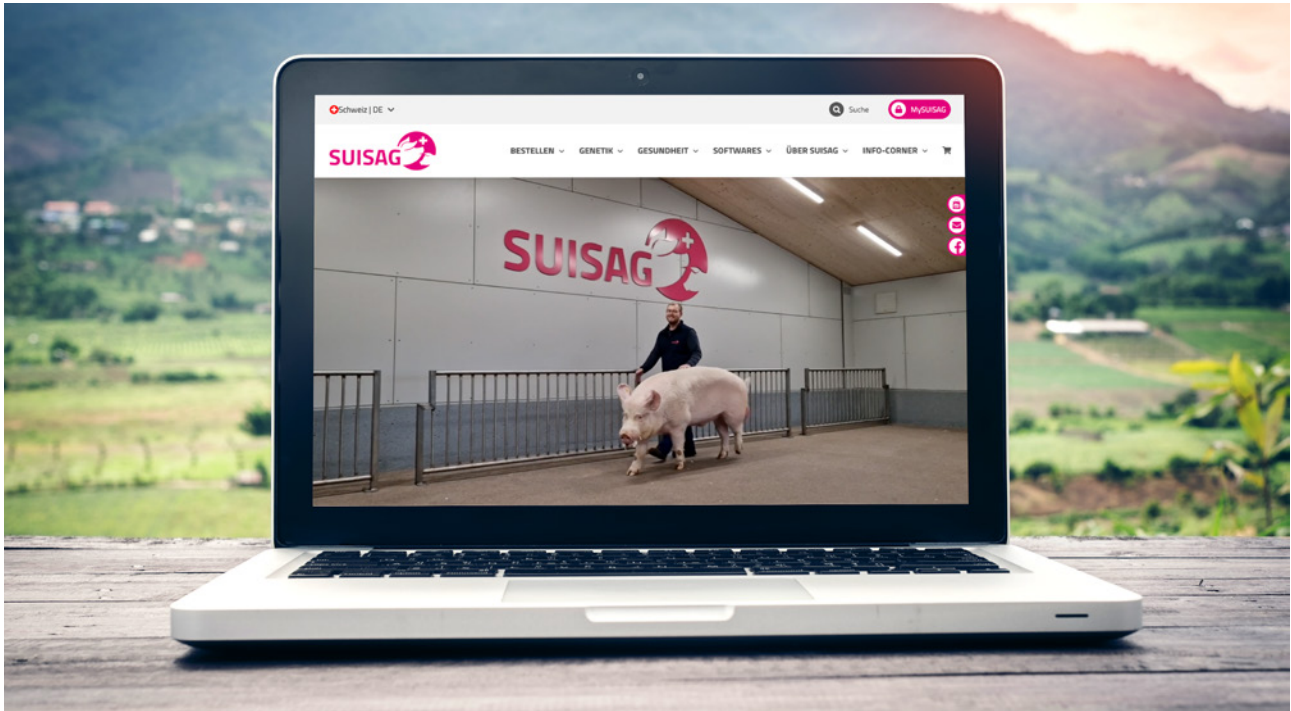 Schweiz | DE
Suche
MySUISAG
SUISAG
BESTELLEN GENETIK GESUNDHEIT SOFTWARES ÜBER SUISAG INFO-CORNER
SUISAG